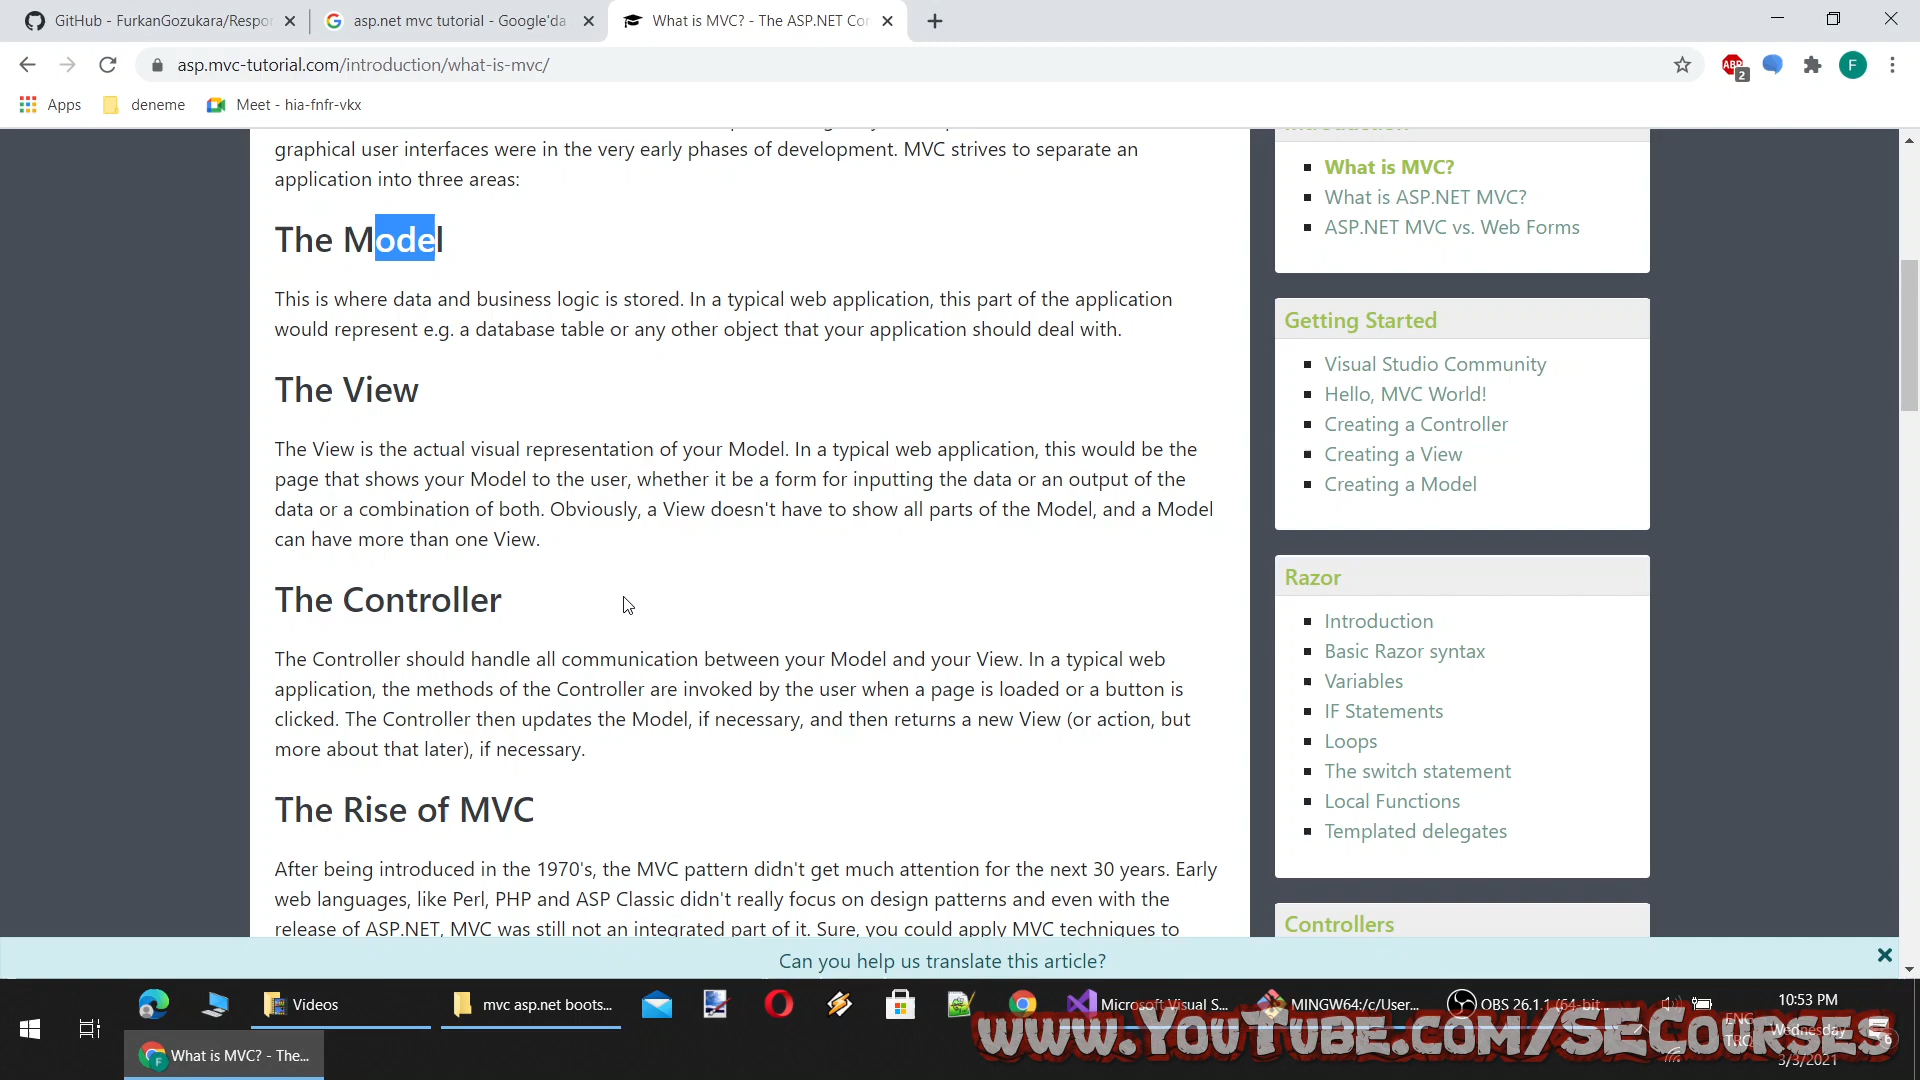 GitHub - FurkanGozukara/Respon
asp.net mvc tutorial - Google'da
What is MVC? - The ASP.NET Cor
asp.mvc-tutorial.com/introduction/what-is-mvc/
ABP
2
F
Apps
deneme
Meet - hia-fnfr-vkx
graphical user interfaces were in the very early phases of development. MVC strives to separate an
application into three areas:
The Model
This is where data and business logic is stored. In a typical web application, this part of the application
would represent e.g. a database table or any other object that your application should deal with.
The View
The View is the actual visual representation of your Model. In a typical web application, this would be the
page that shows your Model to the user, whether it be a form for inputting the data or an output of the
data or a combination of both. Obviously, a View doesn't have to show all parts of the Model, and a Model
can have more than one View.
The Controller
The Controller should handle all communication between your Model and your View. In a typical web
application, the methods of the Controller are invoked by the user when a page is loaded or a button is
clicked. The Controller then updates the Model, if necessary, and then returns a new View (or action, but
more about that later), if necessary.
The Rise of MVC
After being introduced in the 1970's, the MVC pattern didn't get much attention for the next 30 years. Early
web languages, like Perl, PHP and ASP Classic didn't really focus on design patterns and even with the
release of ASP.NET, MVC was still not an integrated part of it. Sure, you could apply MVC techniques to
What is MVC?
What is ASP.NET MVC?
ASP.NET MVC vs. Web Forms
Getting Started
Visual Studio Community
Hello, MVC World!
Creating a Controller
Creating a View
Creating a Model
Razor
Introduction
Basic Razor syntax
Variables
IF Statements
Loops
The switch statement
Local Functions
Templated delegates
Controllers
Can you help us translate this article?
Videos
mvc asp.net boots...
Microsoft Visual S...
MINGW64:/c/User...
OBS 26.1.1 (64-bit...
What is MVC? - The...
ENG
TRQ
10:53 PM
Wednesday
3/3/2021
6
www.YouTube.com/SECourses